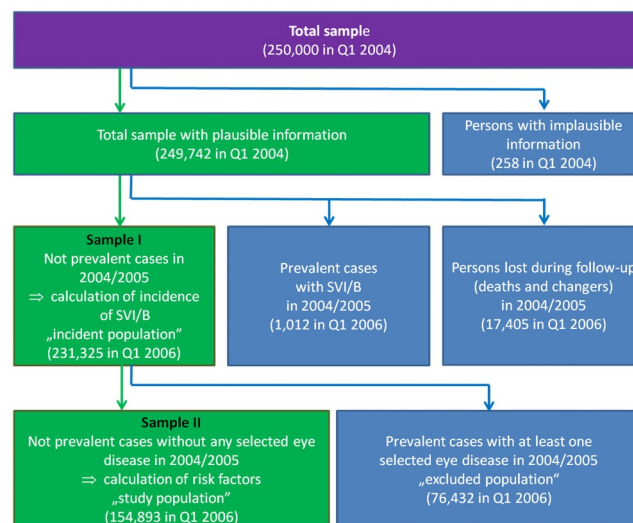 Total sample
(250,000 in Q1 2004)
Total sample with plausible information
(249,742 in Q1 2004)
Persons with implausible
information
(258 in Q1 2004)
Sample I
Not prevalent cases in
2004/2005
⇒ calculation of incidence
of SVI/B
„incident population”
(231,325 in Q1 2006)
Prevalent cases
with SVI/B
in 2004/2005
(1,012 in Q1 2006)
Persons lost during follow-up
(deaths and changers)
in 2004/2005
(17,405 in Q1 2006)
Sample II
Not prevalent cases without any selected eye
disease in 2004/2005
⇒ calculation of risk factors
„study population”
(154,893 in Q1 2006)
Prevalent cases with at least one
selected eye disease in 2004/2005
„excluded population“
(76,432 in Q1 2006)